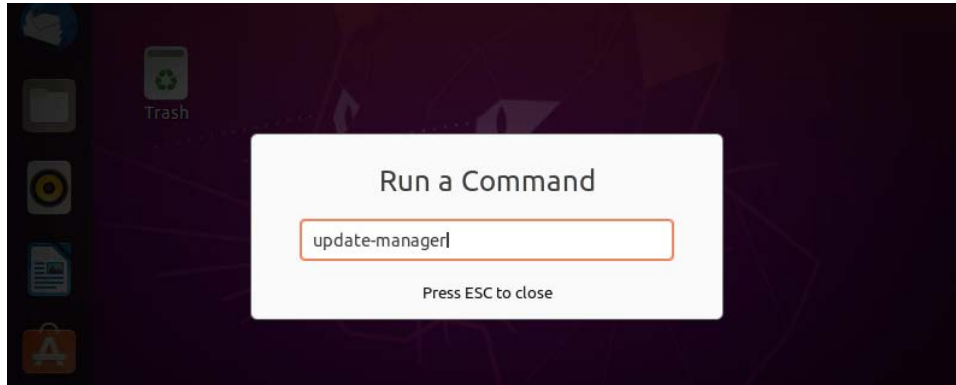 Trash
Run a Command
update-manager
Press ESC to close